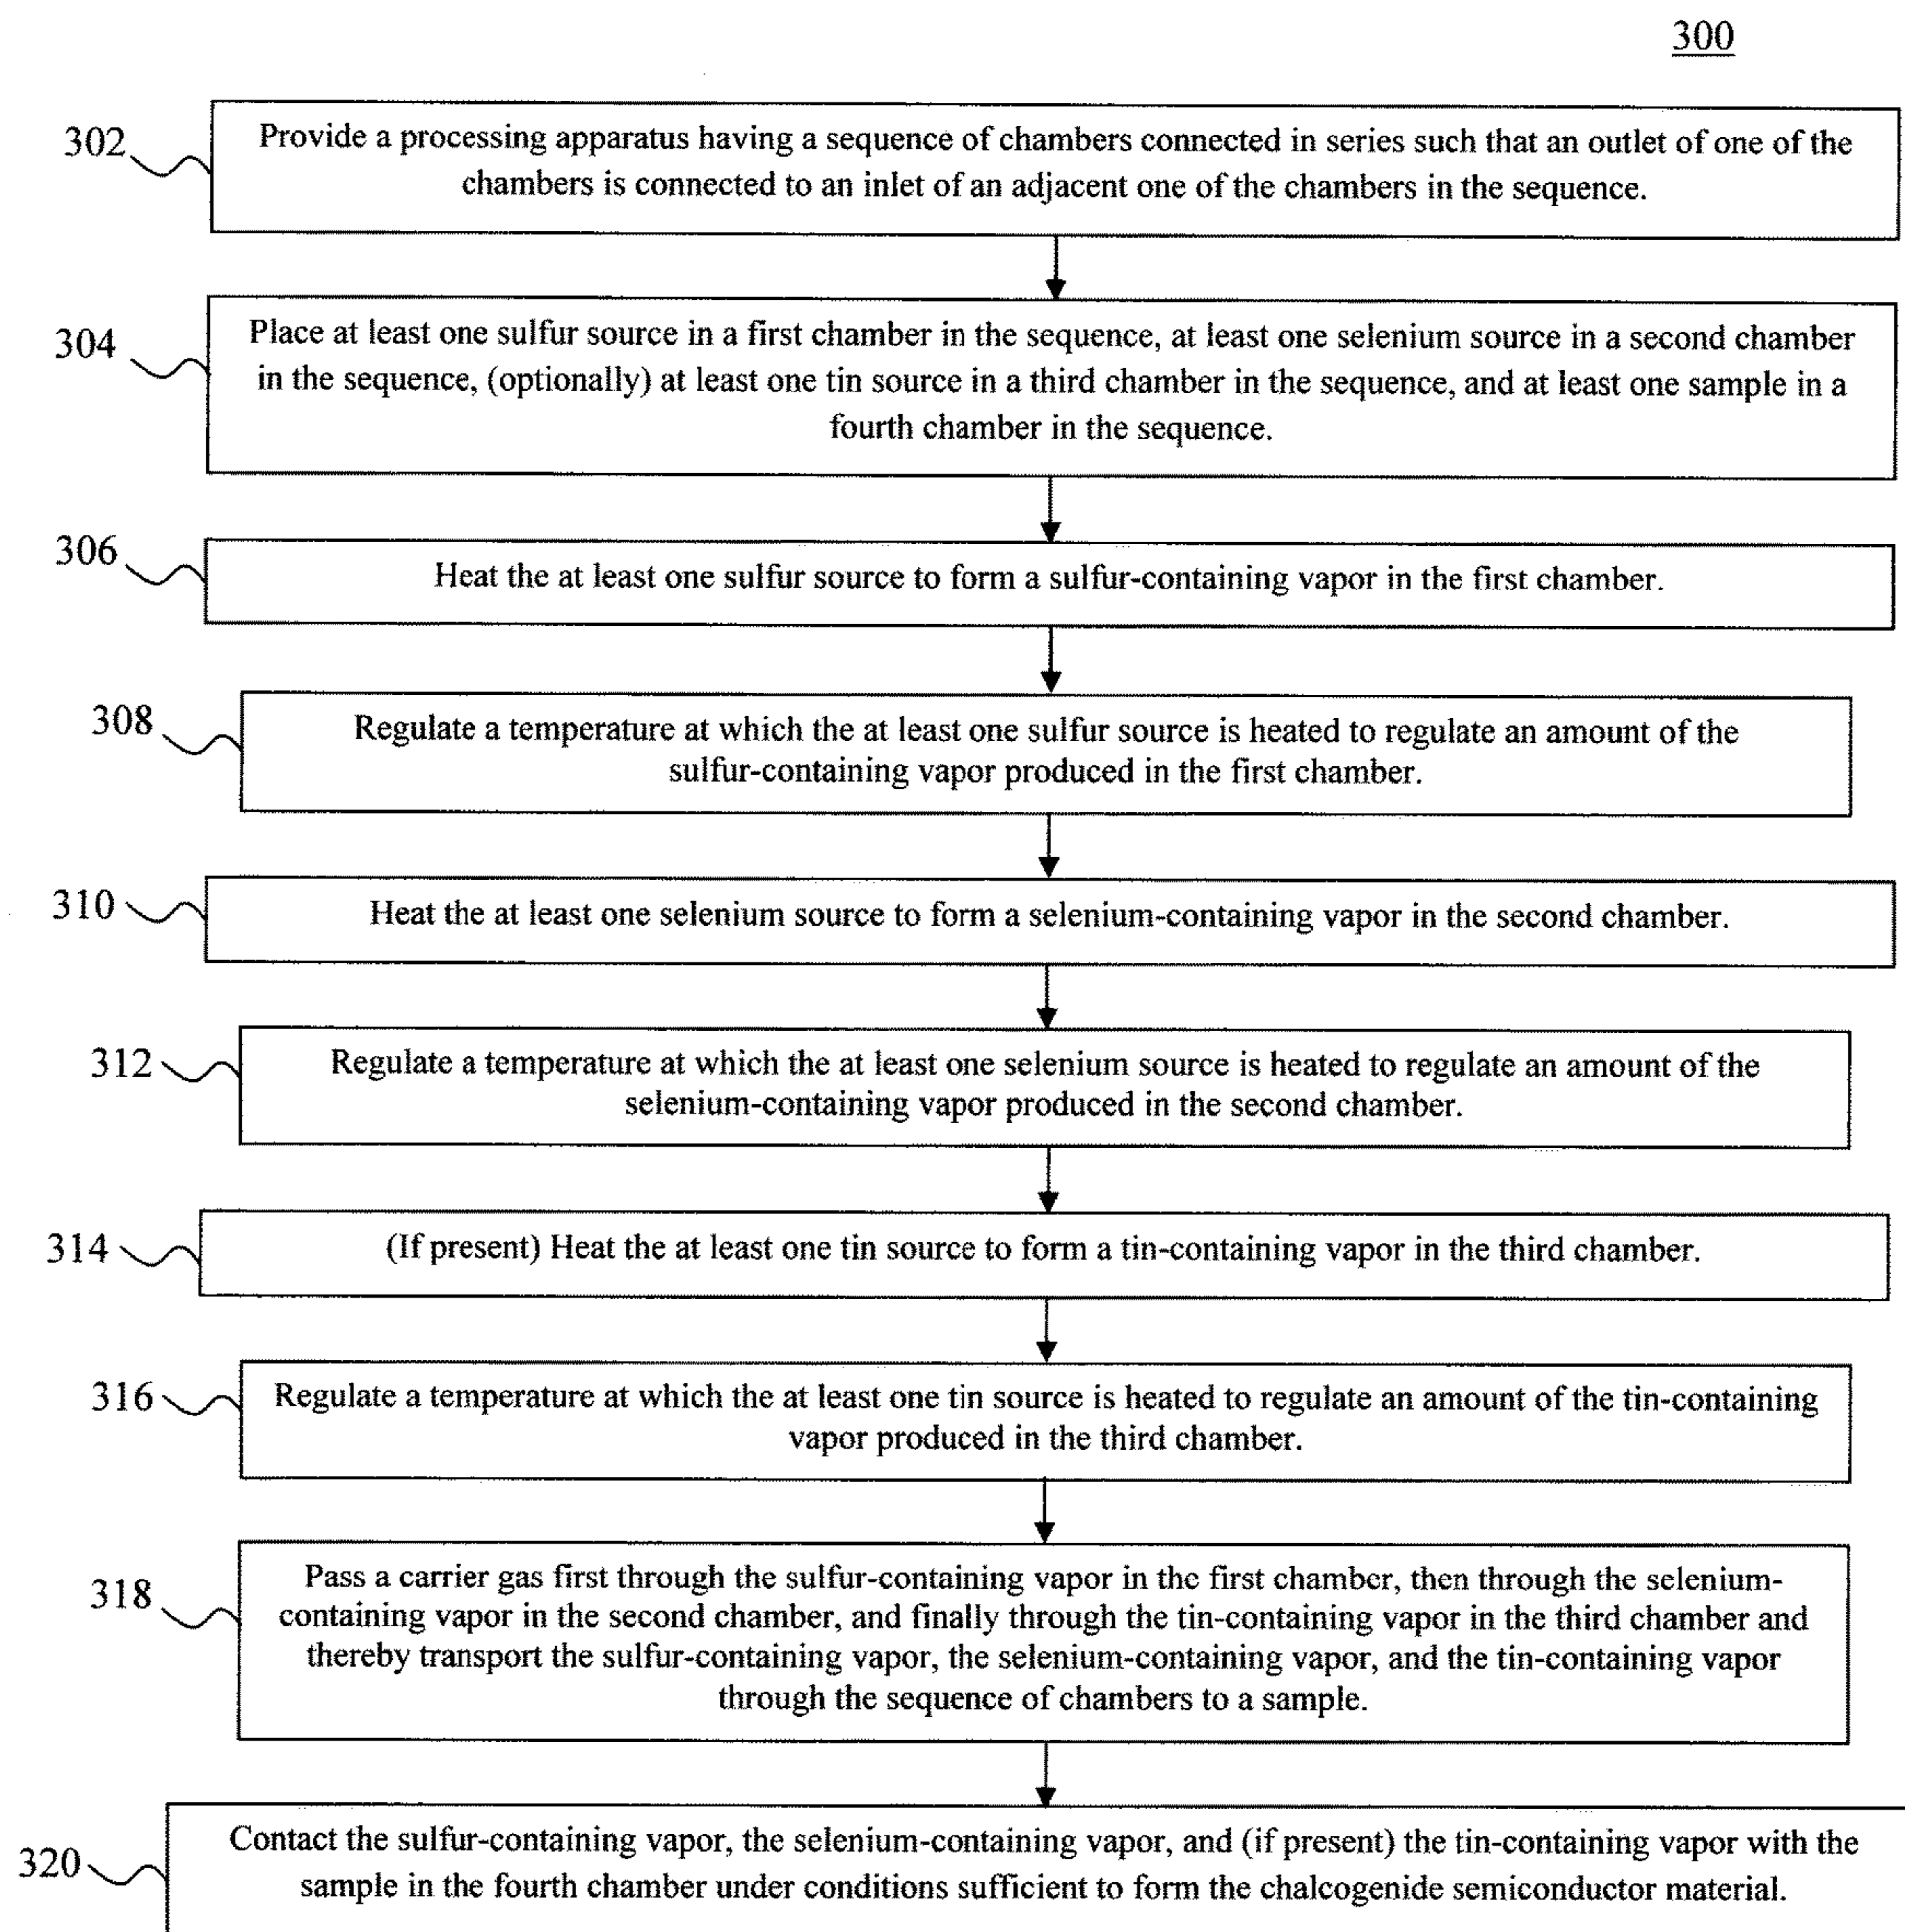 300
302
Provide a processing apparatus having a sequence of chambers connected in series such that an outlet of one of the
chambers is connected to an inlet of an adjacent one of the chambers in the sequence.
304
Place at least one sulfur source in a first chamber in the sequence, at least one selenium source in a second chamber
in the sequence, (optionally) at least one tin source in a third chamber in the sequence, and at least one sample in a
fourth chamber in the sequence.
306
Heat the at least one sulfur source to form a sulfur-containing vapor in the first chamber.
308
Regulate a temperature at which the at least one sulfur source is heated to regulate an amount of the
sulfur-containing vapor produced in the first chamber.
310
Heat the at least one selenium source to form a selenium-containing vapor in the second chamber.
312
Regulate a temperature at which the at least one selenium source is heated to regulate an amount of the
selenium-containing vapor produced in the second chamber.
314
(If present) Heat the at least one tin source to form a tin-containing vapor in the third chamber.
316
Regulate a temperature at which the at least one tin source is heated to regulate an amount of the tin-containing
vapor produced in the third chamber.
318
Pass a carrier gas first through the sulfur-containing vapor in the first chamber, then through the selenium-
containing vapor in the second chamber, and finally through the tin-containing vapor in the third chamber and
thereby transport the sulfur-containing vapor, the selenium-containing vapor, and the tin-containing vapor
through the sequence of chambers to a sample.
320
Contact the sulfur-containing vapor, the selenium-containing vapor, and (if present) the tin-containing vapor with the
sample in the fourth chamber under conditions sufficient to form the chalcogenide semiconductor material.